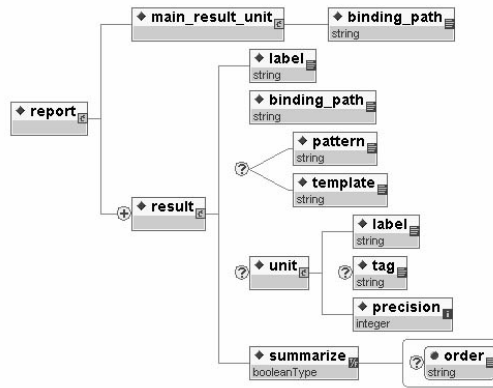 main_result_unit
binding_path
string
label
string
report
binding_path
string
pattern
string
template
string
result
label
string
unit
tag
string
precision
integer
summarize
booleanType
order
string